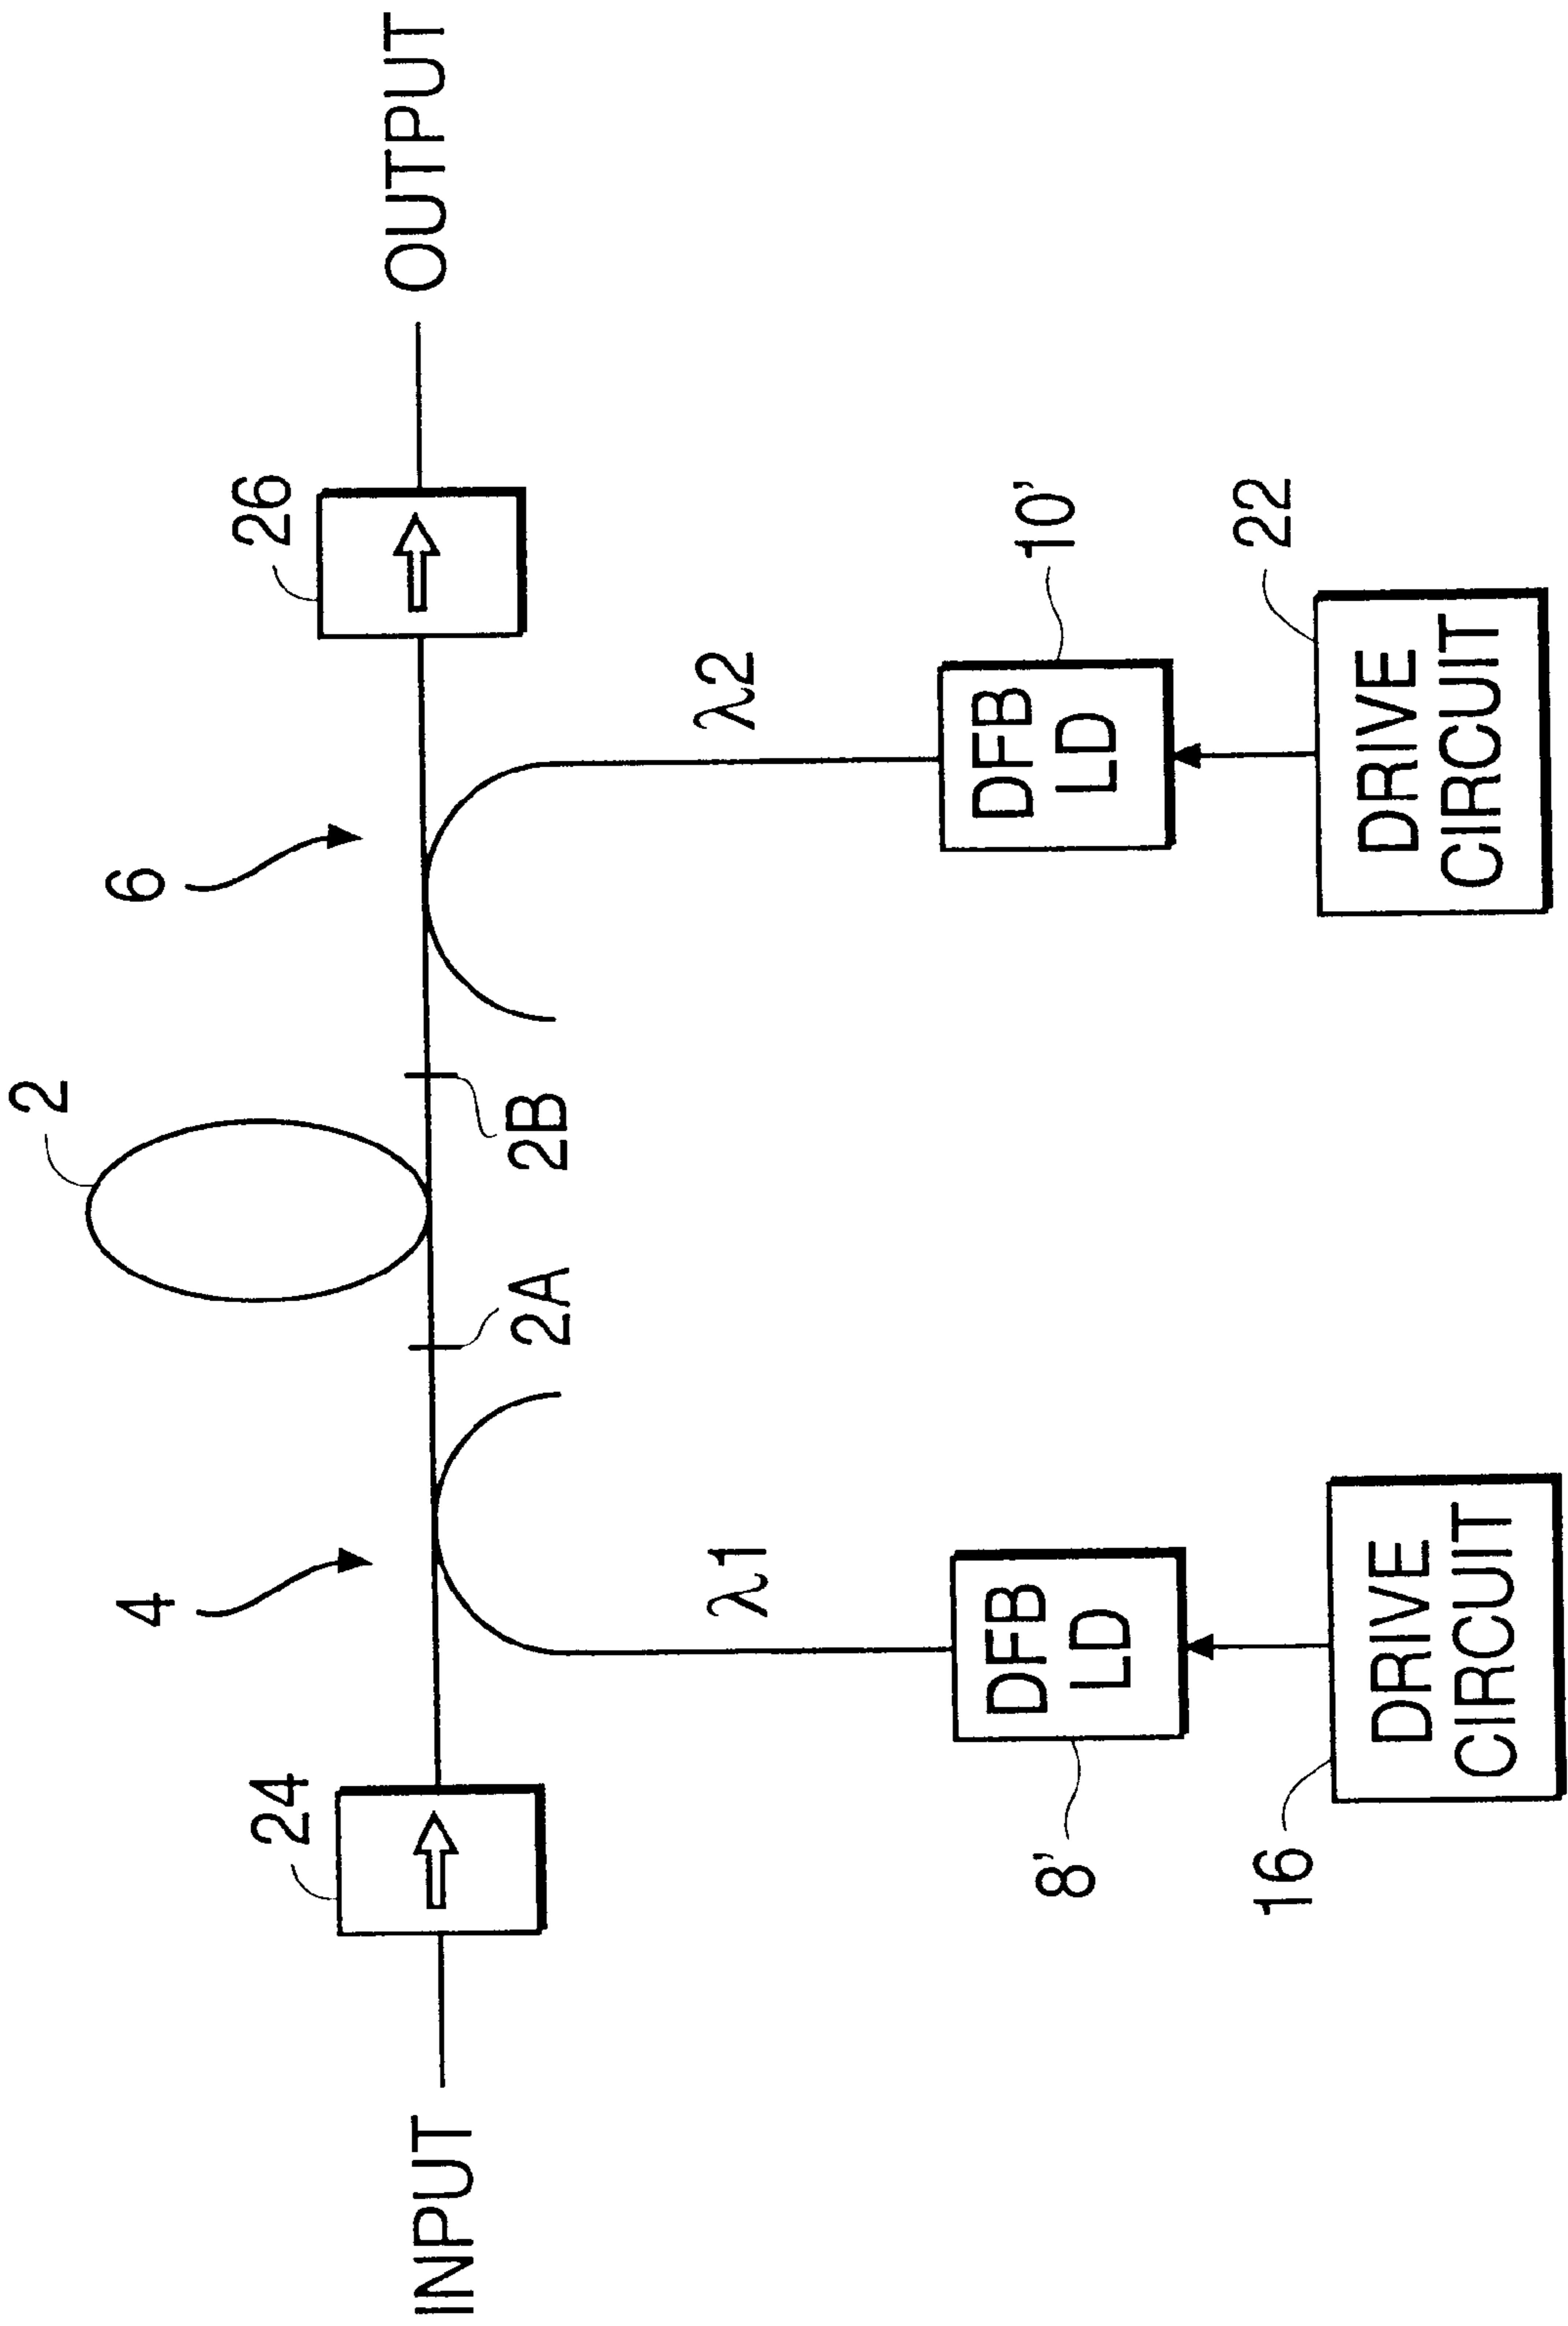 2
6
26
4
24
INPUT
OUTPUT
2A
2B
λ1
λ2
DFB
LD
8'
DFB
LD
10'
DRIVE
CIRCUIT
16
DRIVE
CIRCUIT
22